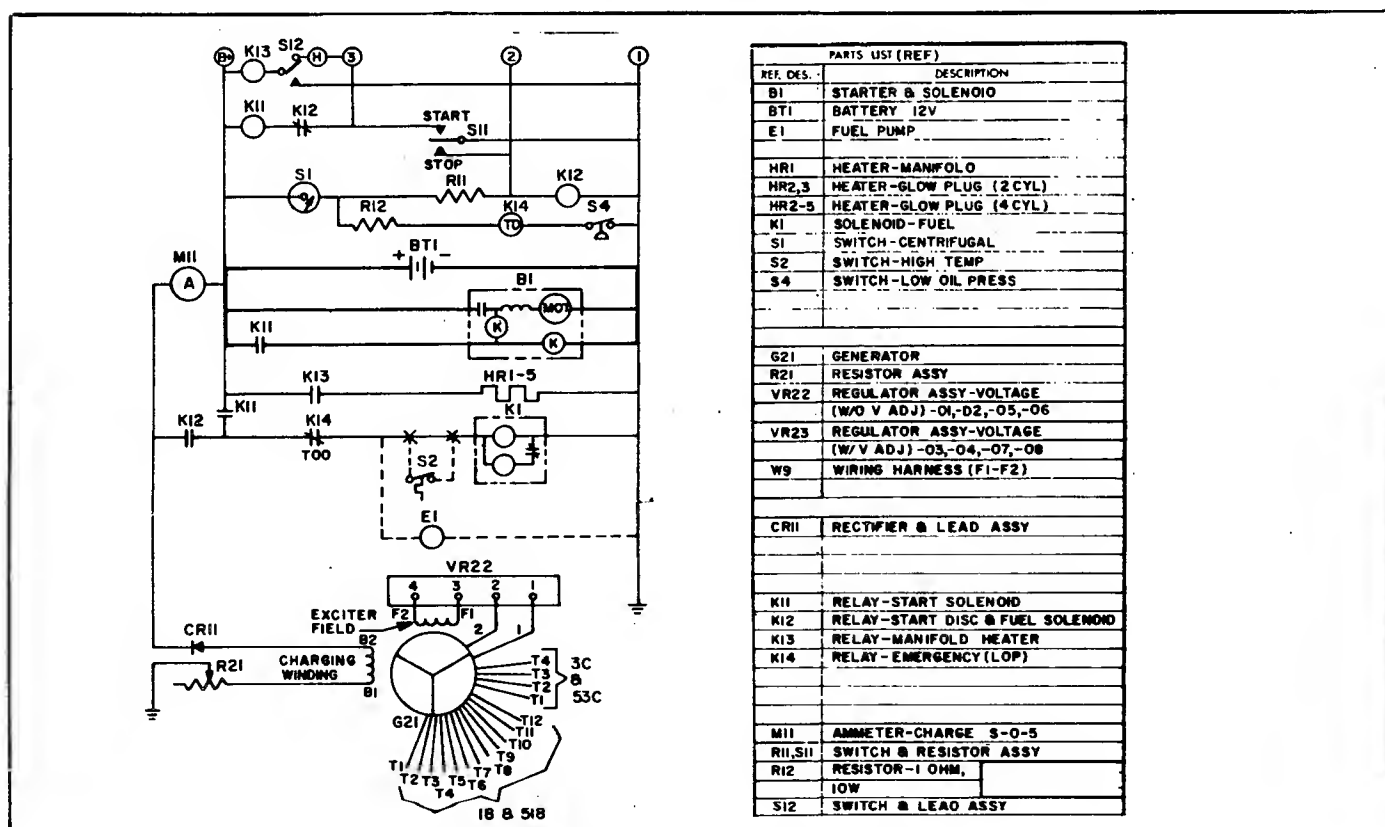 B+ K13 S12 H 3 2 1
K11 K12
START
S11
STOP
S1 R11 K12
R12 K14 S4
TD
BT1
+ -
M11
A
B1
MOT
K
K11 K
K13 HR1-5
K11
K12 K14 K1
TDO
S2
E1
VR22
4 3 2 1
F2 F1
EXCITER
FIELD
2 1
CR11
B2
R21 CHARGING
WINDING
B1
G21
T4
T3
T2
T1
3C
&
53C
T12
T11
T10
T9
T8
T7
T6
T5
T4
T3
T2
T1
18 & 518
PARTS LIST (REF)
REF. DES. DESCRIPTION
B1 STARTER & SOLENOID
BT1 BATTERY 12V
E1 FUEL PUMP
HR1 HEATER-MANIFOLD
HR2,3 HEATER-GLOW PLUG (2CYL)
HR2-5 HEATER-GLOW PLUG (4CYL)
K1 SOLENOID-FUEL
S1 SWITCH-CENTRIFUGAL
S2 SWITCH-HIGH TEMP
S4 SWITCH-LOW OIL PRESS
G21 GENERATOR
R21 RESISTOR ASSY
VR22 REGULATOR ASSY-VOLTAGE
(W/O V ADJ) -01,-02,-05,-06
VR23 REGULATOR ASSY-VOLTAGE
(W/V ADJ) -03,-04,-07,-08
W9 WIRING HARNESS (F1-F2)
CR11 RECTIFIER & LEAD ASSY
K11 RELAY-START SOLENOID
K12 RELAY-START DISC & FUEL SOLENOID
K13 RELAY-MANIFOLD HEATER
K14 RELAY-EMERGENCY (LOP)
M11 AMMETER-CHARGE 5-0-5
R11,S11 SWITCH & RESISTOR ASSY
R12 RESISTOR-1 OHM,
10W
S12 SWITCH & LEAD ASSY